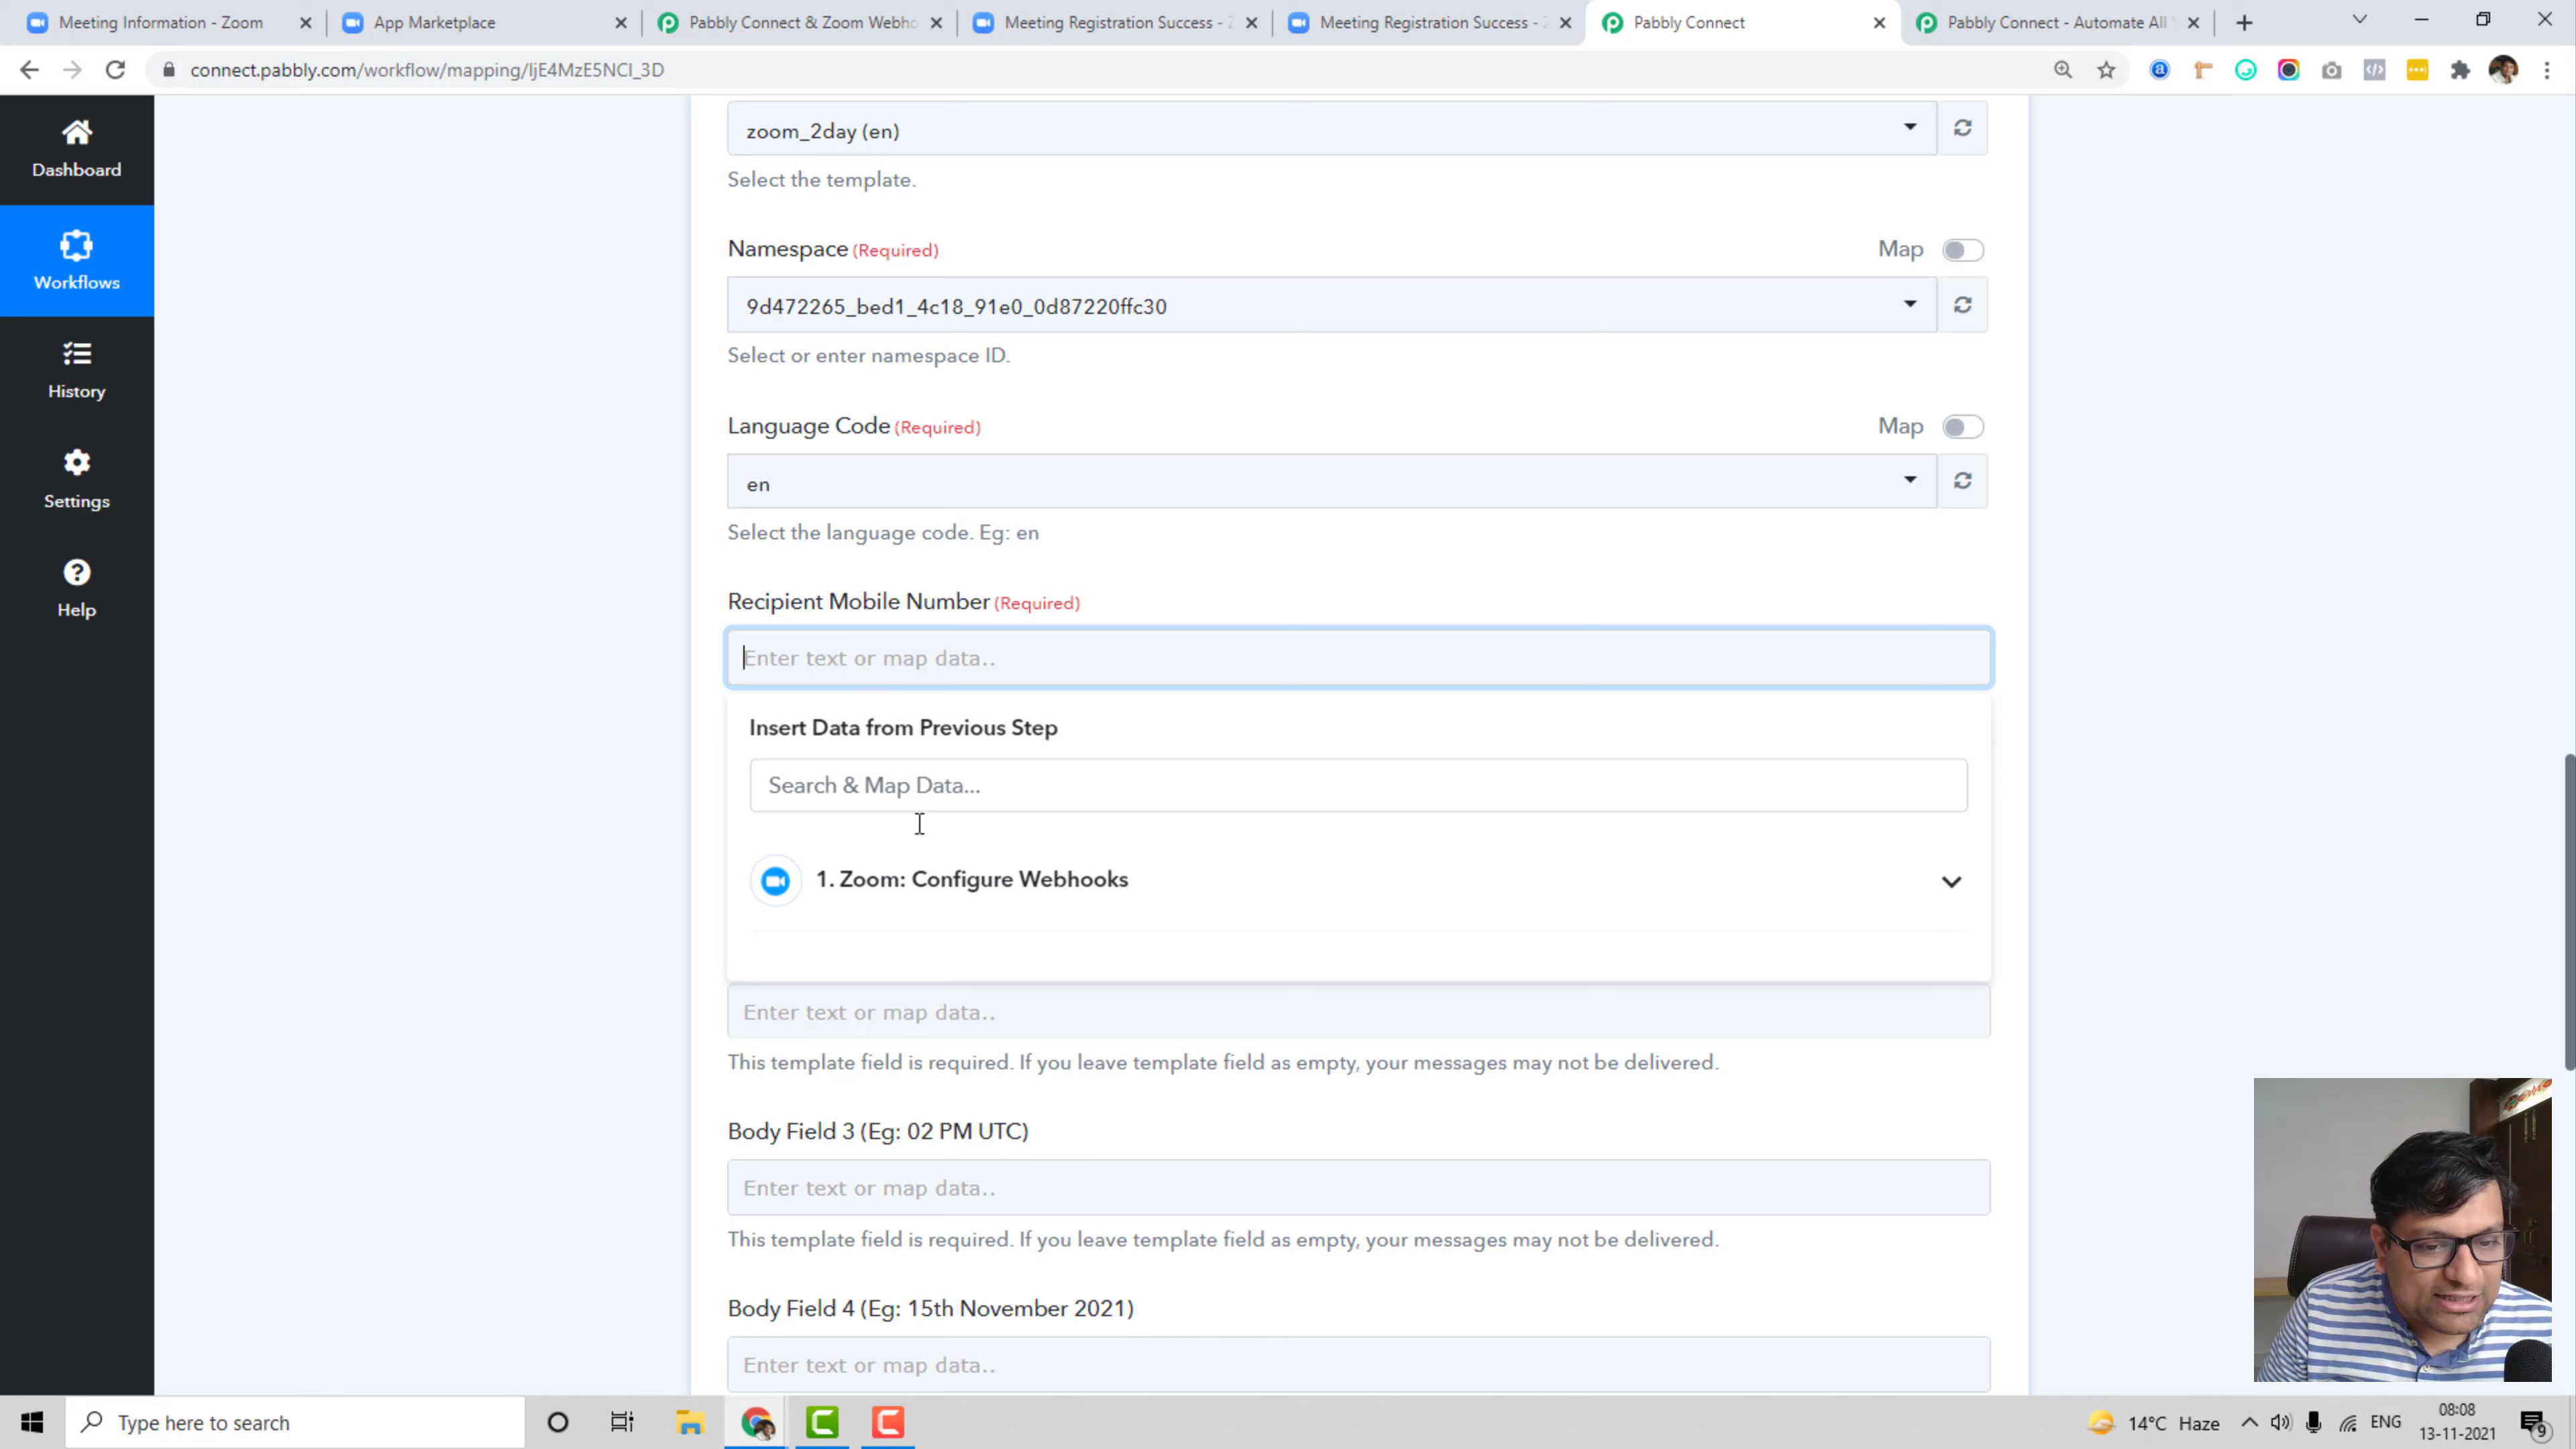 Meeting Information - Zoom
App Marketplace
Pabbly Connect & Zoom Webho
Meeting Registration Success - Z
Meeting Registration Success - Z
Pabbly Connect
Pabbly Connect - Automate All
connect.pabbly.com/workflow/mapping/IjE4MzE5NCI_3D
Dashboard
Workflows
History
Settings
Help
zoom_2day (en)
Select the template.
Namespace (Required)
Map
9d472265_bed1_4c18_91e0_0d87220ffc30
Select or enter namespace ID.
Language Code (Required)
Map
en
Select the language code. Eg: en
Recipient Mobile Number (Required)
Enter text or map data..
Insert Data from Previous Step
Search & Map Data...
1. Zoom: Configure Webhooks
Enter text or map data..
This template field is required. If you leave template field as empty, your messages may not be delivered.
Body Field 3 (Eg: 02 PM UTC)
Enter text or map data..
This template field is required. If you leave template field as empty, your messages may not be delivered.
Body Field 4 (Eg: 15th November 2021)
Enter text or map data..
Type here to search
14°C Haze
ENG
08:08
13-11-2021
9